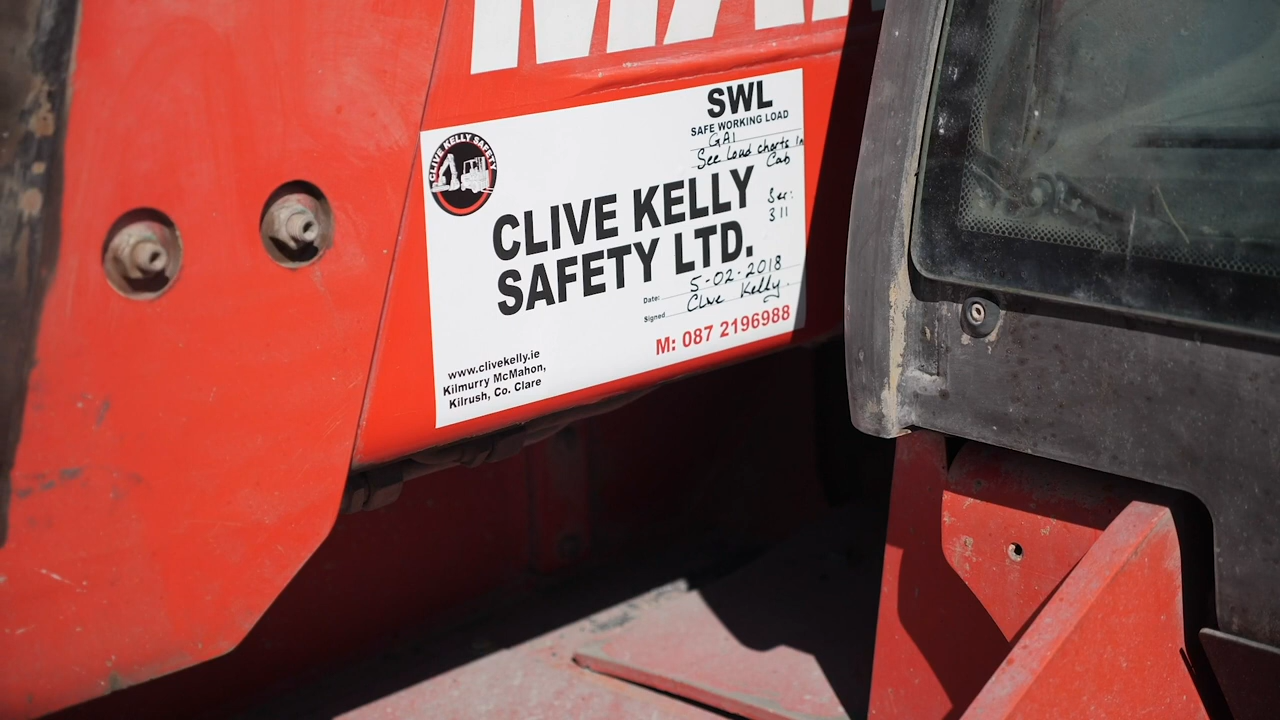 MA
CLIVE KELLY SAFETY
SWL
SAFE WORKING LOAD
GA1
See Load charts in
Cab
Ser:
311
CLIVE KELLY
SAFETY LTD.
Date: 5-02-2018
Signed Clive Kelly
M: 087 2196988
www.clivekelly.ie
Kilmurry McMahon,
Kilrush, Co. Clare